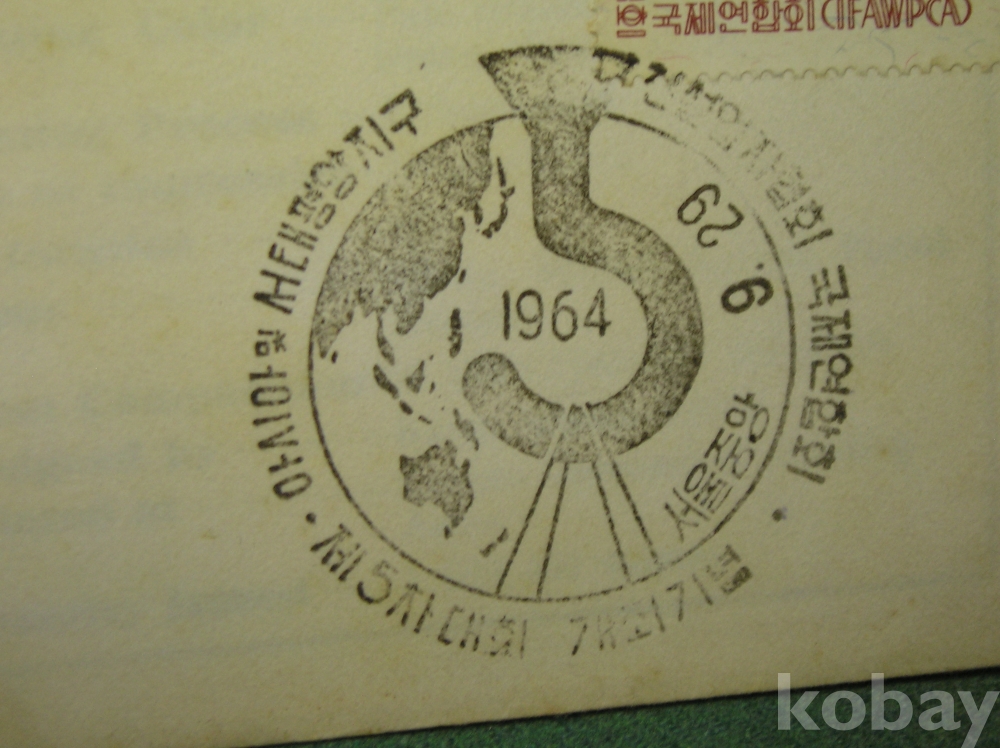 회국제연합회(IFAWPCA)
아시아및 서태평양지구 건설업자협회 국제연합회
제5차대회 개최기념
1964
6. 29
서울중앙
kobay